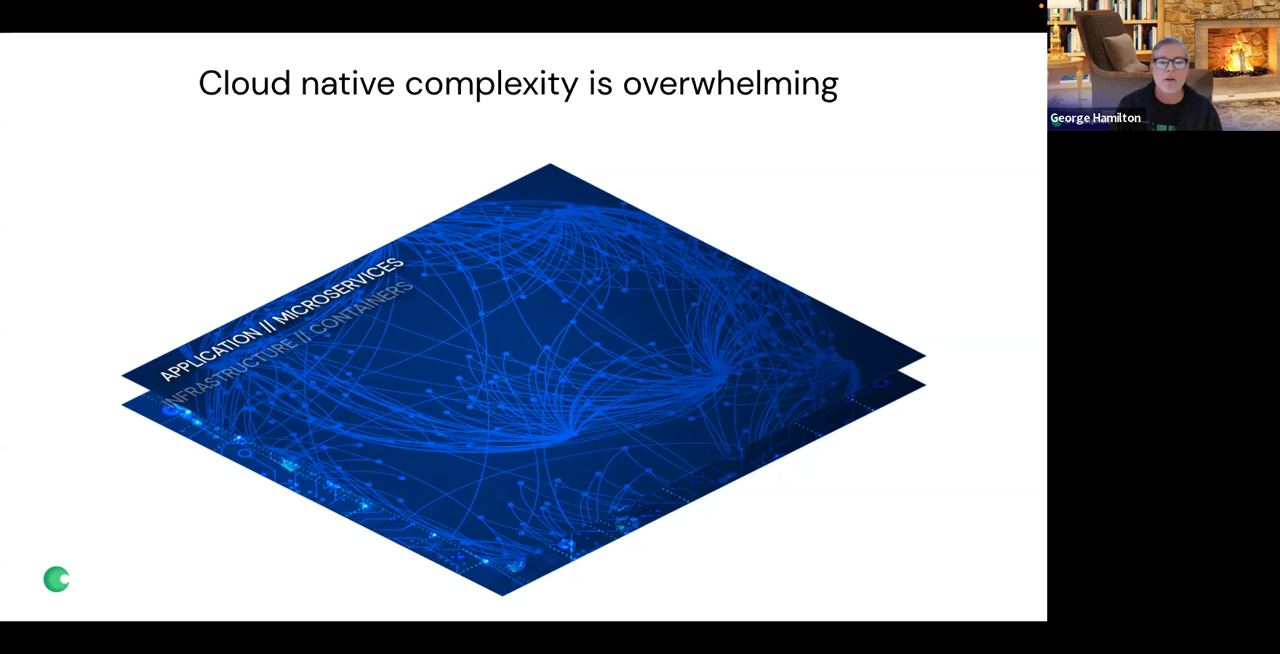 Cloud native complexity is overwhelming
APPLICATION // MICROSERVICES
INFRASTRUCTURE // CONTAINERS
George Hamilton